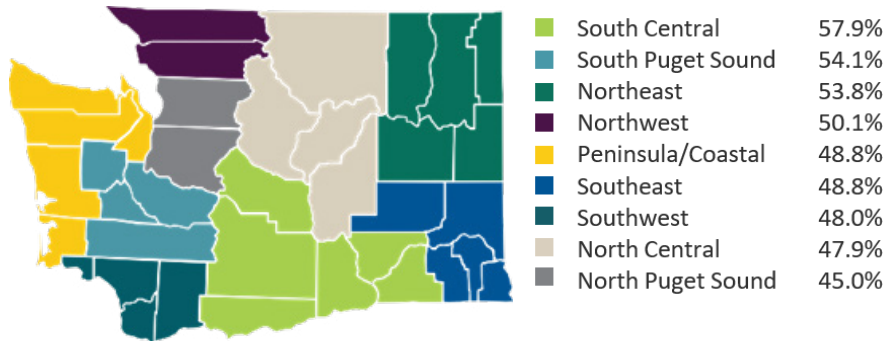 South Central 57.9%
South Puget Sound 54.1%
Northeast 53.8%
Northwest 50.1%
Peninsula/Coastal 48.8%
Southeast 48.8%
Southwest 48.0%
North Central 47.9%
North Puget Sound 45.0%